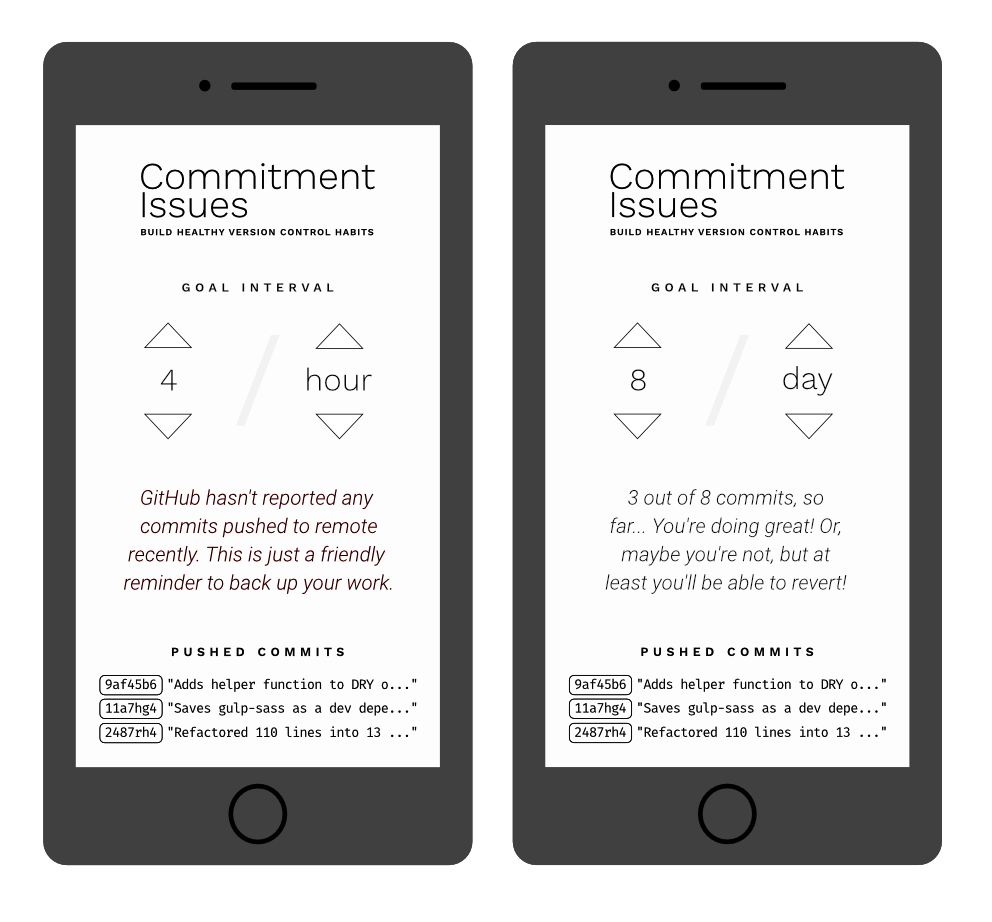 Commitment
Issues
BUILD HEALTHY VERSION CONTROL HABITS
GOAL INTERVAL
4 / hour
GitHub hasn't reported any
commits pushed to remote
recently. This is just a friendly
reminder to back up your work.
PUSHED COMMITS
9af45b6 "Adds helper function to DRY o..."
11a7hg4 "Saves gulp-sass as a dev depe..."
2487rh4 "Refactored 110 lines into 13 ..."
Commitment
Issues
BUILD HEALTHY VERSION CONTROL HABITS
GOAL INTERVAL
8 / day
3 out of 8 commits, so
far... You're doing great! Or,
maybe you're not, but at
least you'll be able to revert!
PUSHED COMMITS
9af45b6 "Adds helper function to DRY o..."
11a7hg4 "Saves gulp-sass as a dev depe..."
2487rh4 "Refactored 110 lines into 13 ..."